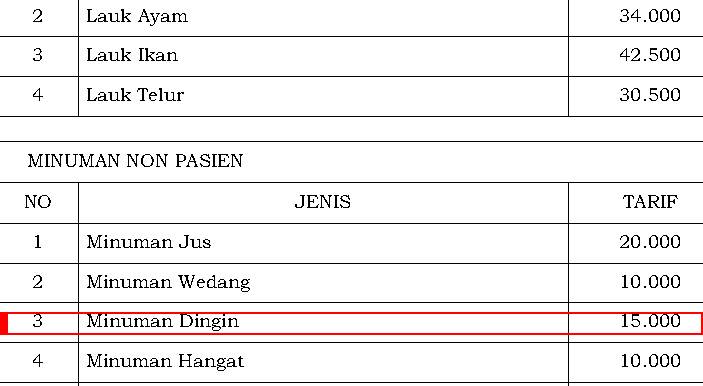 2 Lauk Ayam 34.000
3 Lauk Ikan 42.500
4 Lauk Telur 30.500
MINUMAN NON PASIEN
NO JENIS TARIF
1 Minuman Jus 20.000
2 Minuman Wedang 10.000
3 Minuman Dingin 15.000
4 Minuman Hangat 10.000